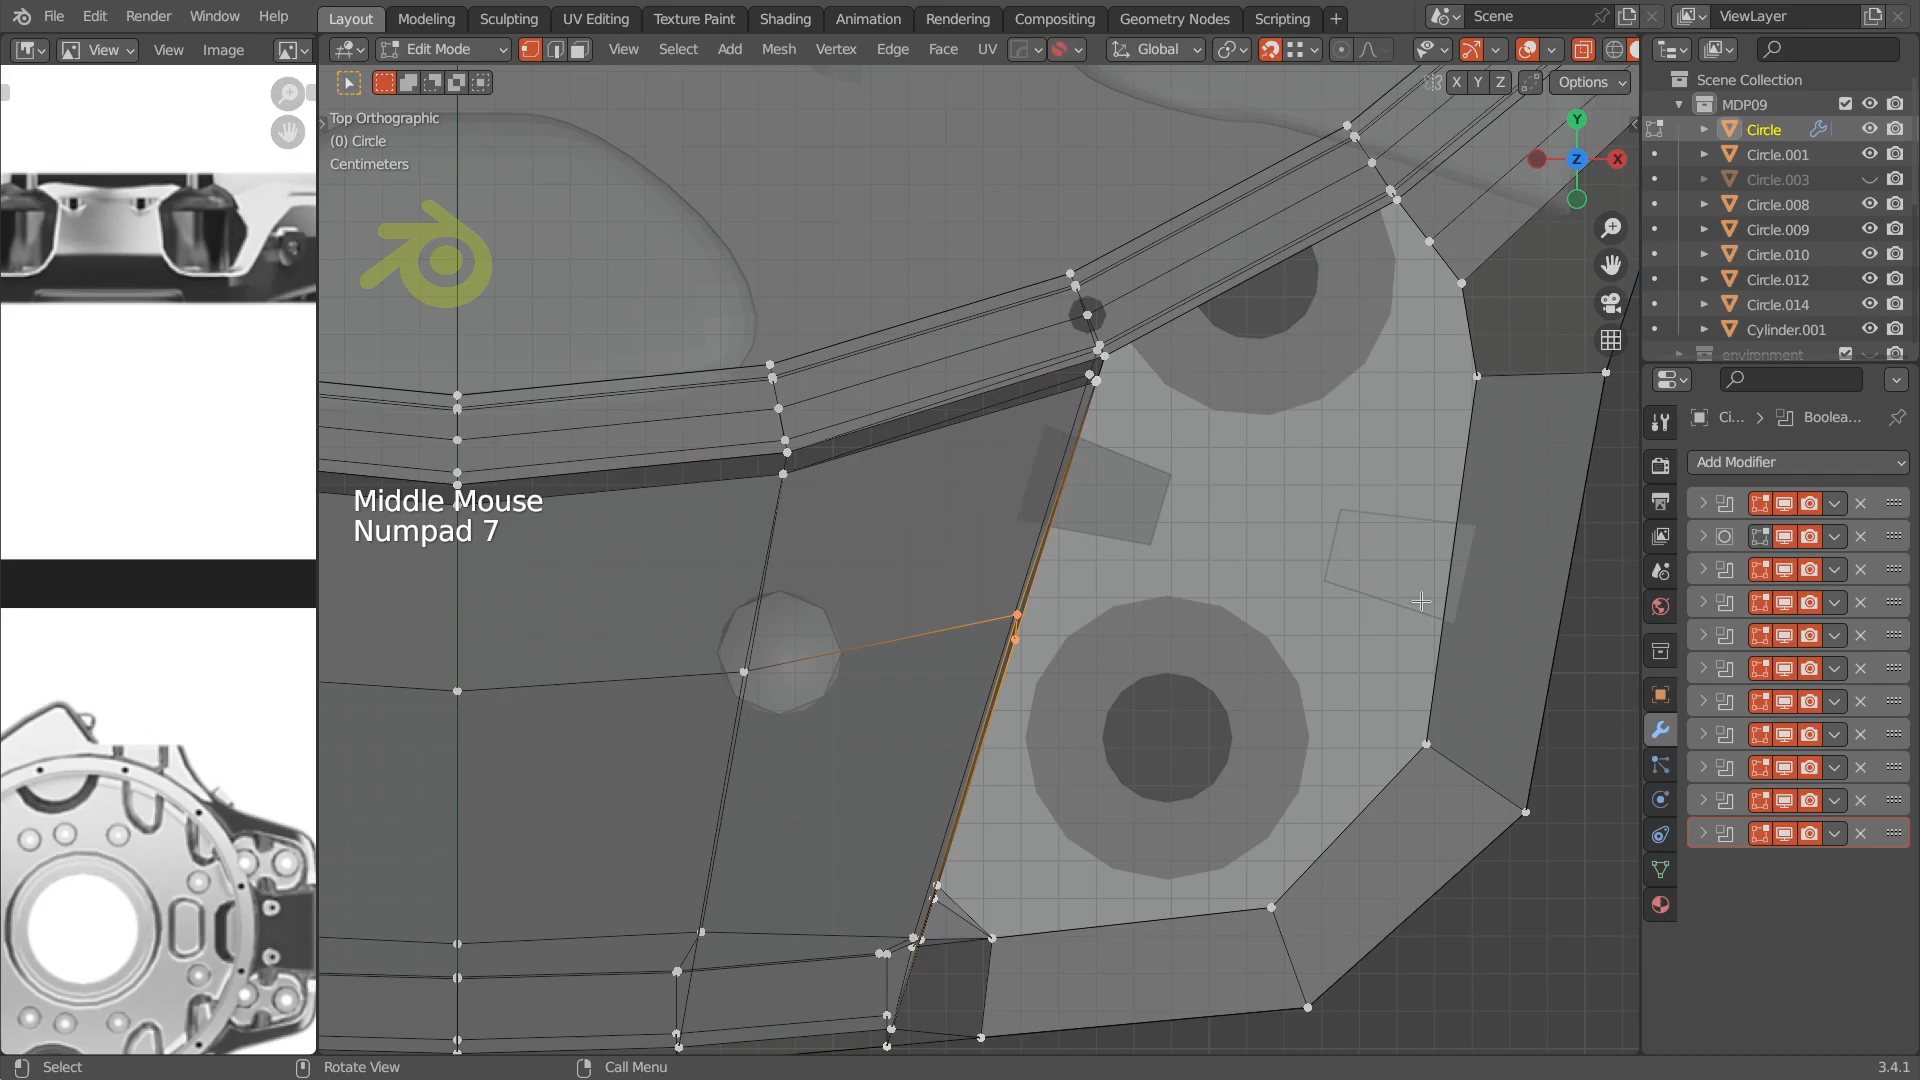 File Edit Render Window Help
Layout Modeling Sculpting UV Editing Texture Paint Shading Animation Rendering Compositing Geometry Nodes Scripting +
Scene
ViewLayer
View View Image
Edit Mode View Select Add Mesh Vertex Edge Face UV Global
X Y Z Options
Top Orthographic
(0) Circle
Centimeters
Y
Z
X
Middle Mouse
Numpad 7
Scene Collection
MDP09
Circle
Circle.001
Circle.003
Circle.008
Circle.009
Circle.010
Circle.012
Circle.014
Cylinder.001
environment
Ci... > Boolea...
Add Modifier
Select
Rotate View
Call Menu
3.4.1